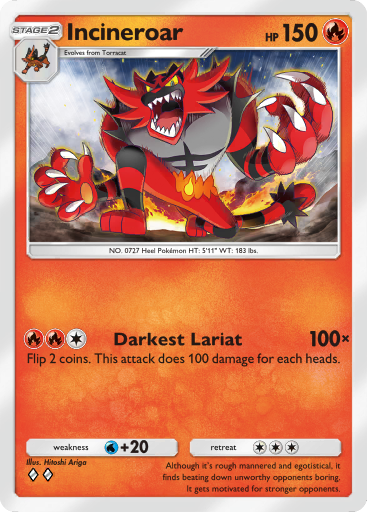 STAGE 2
Incineroar
HP 150
Evolves from Torracat
NO. 0727 Heel Pokémon HT: 5'11" WT: 183 lbs.
Darkest Lariat 100×
Flip 2 coins. This attack does 100 damage for each heads.
weakness +20 retreat
Illus. Hitoshi Ariga
Although it's rough mannered and egotistical, it
finds beating down unworthy opponents boring.
It gets motivated for stronger opponents.